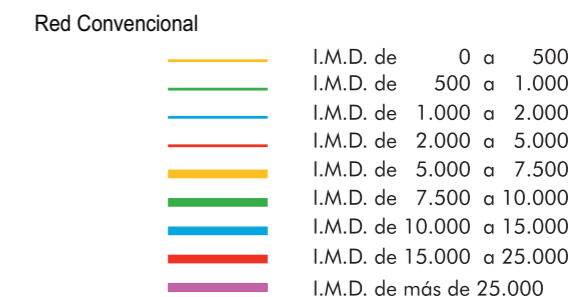 Red Convencional
I.M.D. de 0 a 500
I.M.D. de 500 a 1.000
I.M.D. de 1.000 a 2.000
I.M.D. de 2.000 a 5.000
I.M.D. de 5.000 a 7.500
I.M.D. de 7.500 a 10.000
I.M.D. de 10.000 a 15.000
I.M.D. de 15.000 a 25.000
I.M.D. de más de 25.000